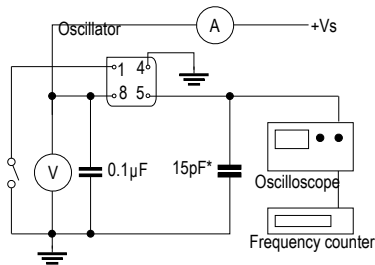 Oscillator
A
+Vs
1 4
8 5
V
0.1µF
15pF*
Oscilloscope
Frequency counter